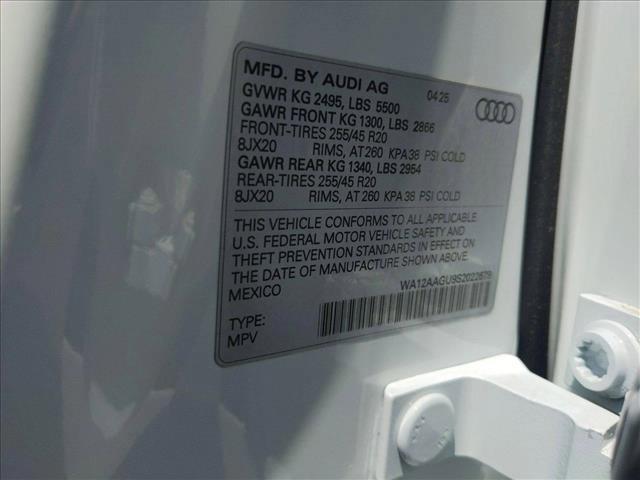 MFD. BY AUDI AG 04 25
GVWR KG 2495, LBS 5500
GAWR FRONT KG 1300, LBS 2866
FRONT-TIRES 255/45 R20
8JX20 RIMS, AT 260 KPA 38 PSI COLD
GAWR REAR KG 1340, LBS 2954
REAR-TIRES 255/45 R20
8JX20 RIMS, AT 260 KPA 38 PSI COLD
THIS VEHICLE CONFORMS TO ALL APPLICABLE
U.S. FEDERAL MOTOR VEHICLE SAFETY AND
THEFT PREVENTION STANDARDS IN EFFECT ON
THE DATE OF MANUFACTURE SHOWN ABOVE.
MEXICO
WA12AAGU9S2022679
TYPE:
MPV